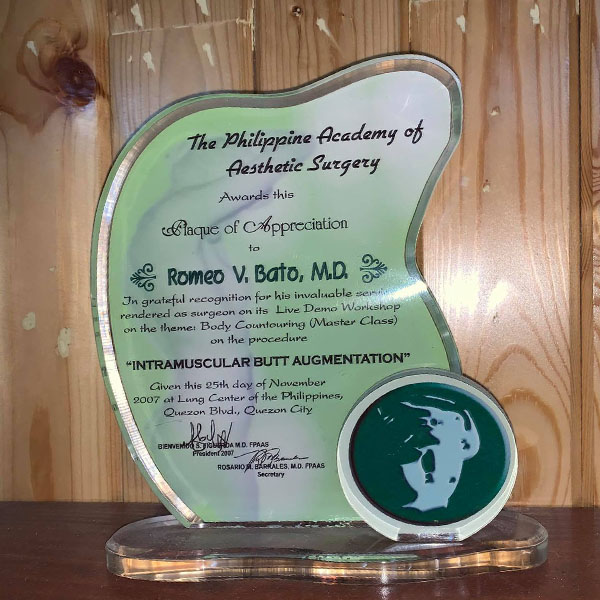 The Philippine Academy of
Aesthetic Surgery
Awards this
Plaque of Appreciation
to
Romeo V. Bato, M.D.
In grateful recognition for his invaluable
rendered as surgeon on its Live Demo Workshop
on the theme: Body Countouring (Master Class)
on the procedure
"INTRAMUSCULAR BUTT AUGMENTATION"
Given this 25th day of November
2007 at Lung Center of the Philippines,
Quezon Blvd., Quezon City
BIENVENIDO S. M.D. FPAAS
President 2007
ROSARIO M. BARRALES, M.D. FPAAS
Secretary